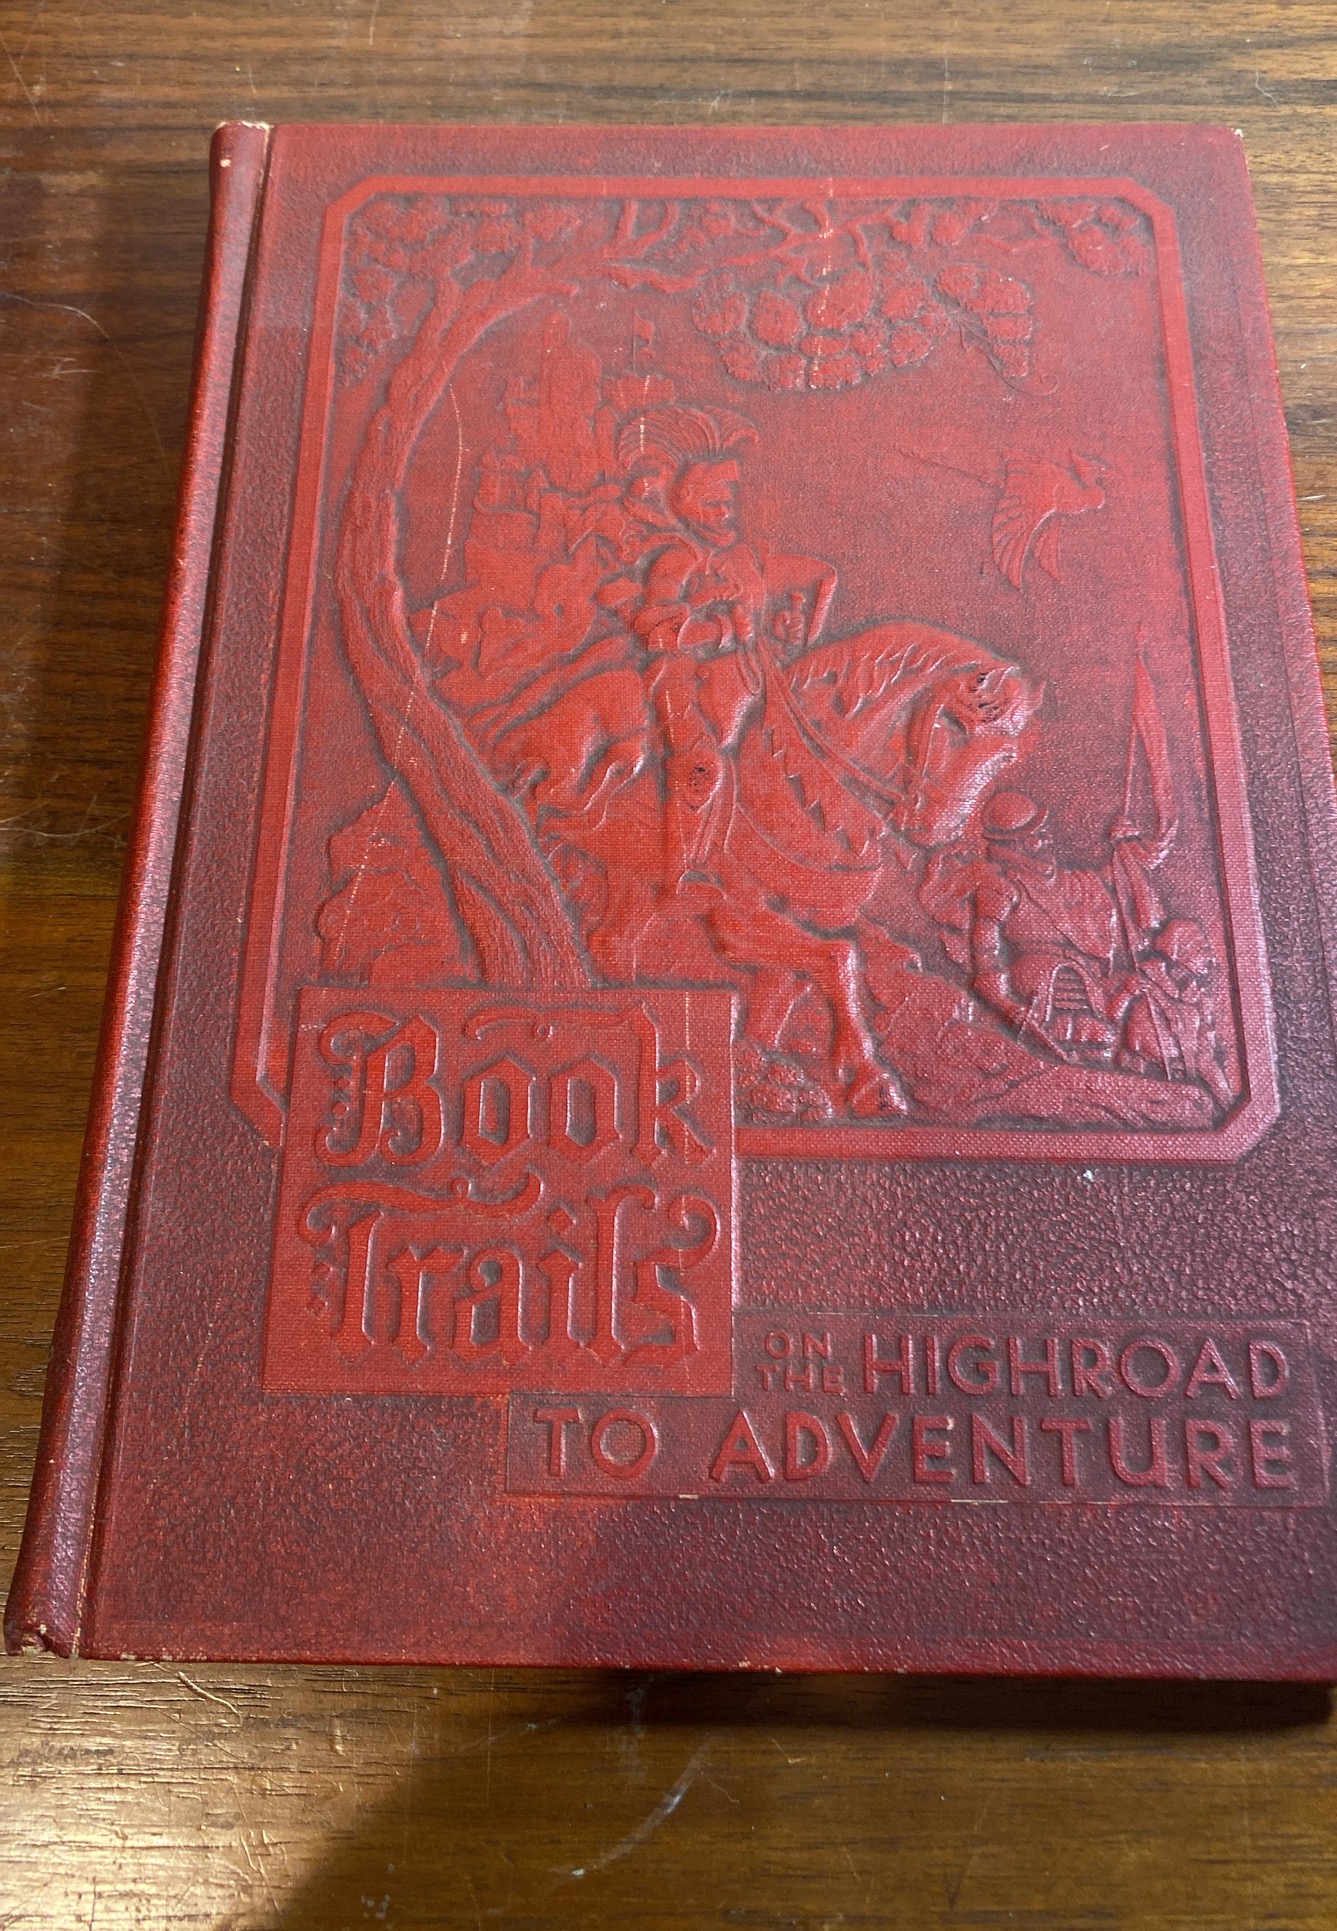 Book
Trails
ON THE HIGHROAD
TO ADVENTURE